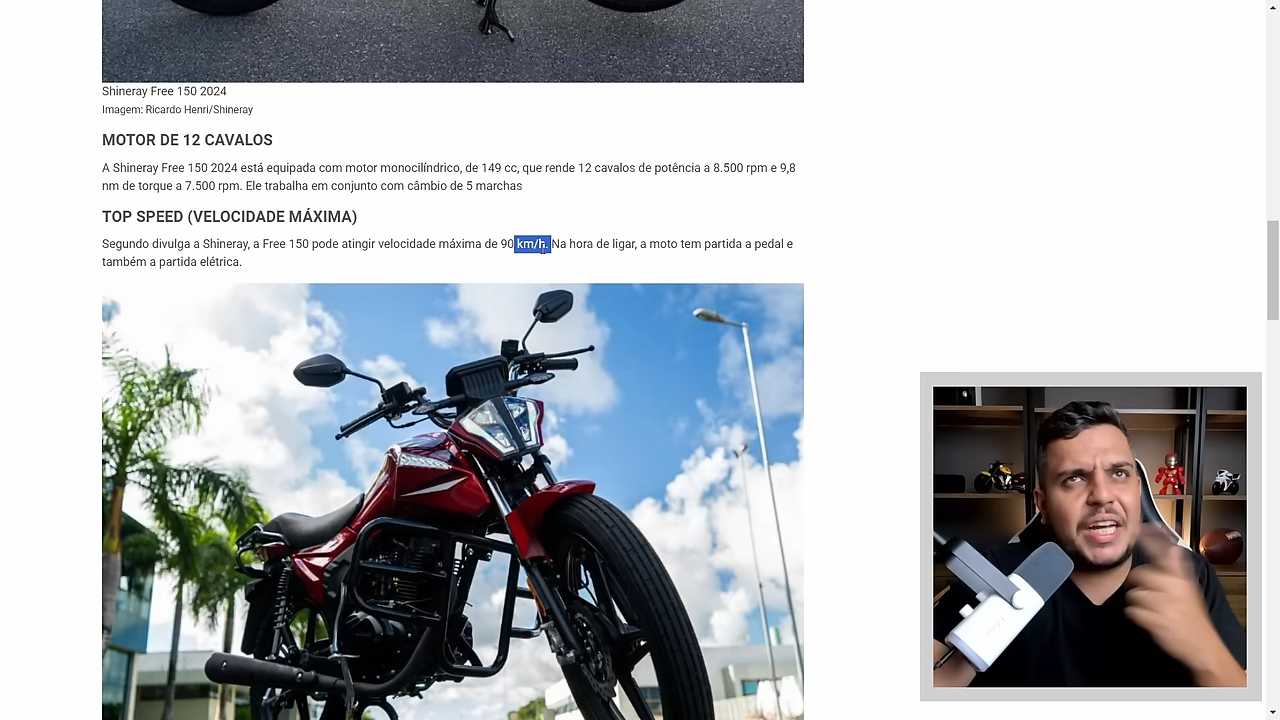 Shineray Free 150 2024
Imagem: Ricardo Henri/Shineray
MOTOR DE 12 CAVALOS
A Shineray Free 150 2024 está equipada com motor monocilíndrico, de 149 cc, que rende 12 cavalos de potência a 8.500 rpm e 9,8
nm de torque a 7.500 rpm. Ele trabalha em conjunto com câmbio de 5 marchas
TOP SPEED (VELOCIDADE MÁXIMA)
Segundo divulga a Shineray, a Free 150 pode atingir velocidade máxima de 90 km/h. Na hora de ligar, a moto tem partida a pedal e
também a partida elétrica.